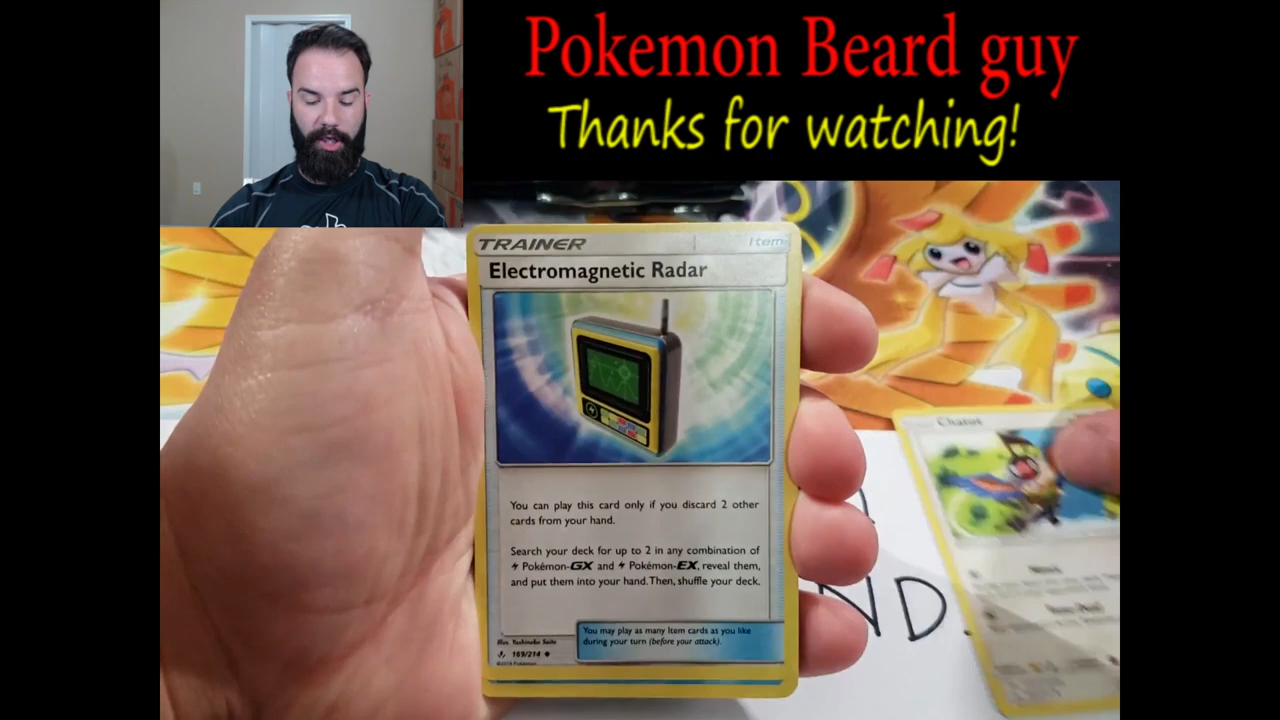 Pokemon Beard guy
Thanks for watching!
TRAINER
Item
Electromagnetic Radar
You can play this card only if you discard 2 other
cards from your hand.
Search your deck for up to 2 in any combination of
Pokémon-GX and Pokémon-EX, reveal them,
and put them into your hand. Then, shuffle your deck.
You may play as many Item cards as you like
during your turn (before your attack).
Illus. Yoshinobu Saito
169/214
Chatot
ND.